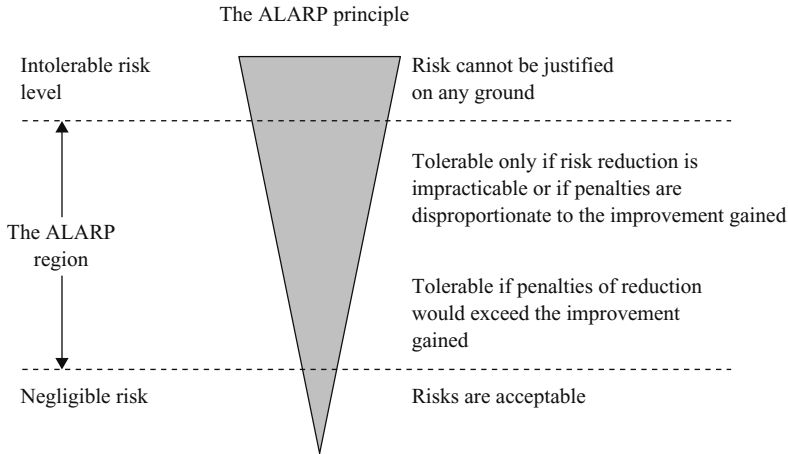 The ALARP principle
Intolerable risk
level
Risk cannot be justified
on any ground
Tolerable only if risk reduction is
impracticable or if penalties are
disproportionate to the improvement gained
The ALARP
region
Tolerable if penalties of reduction
would exceed the improvement
gained
Negligible risk
Risks are acceptable